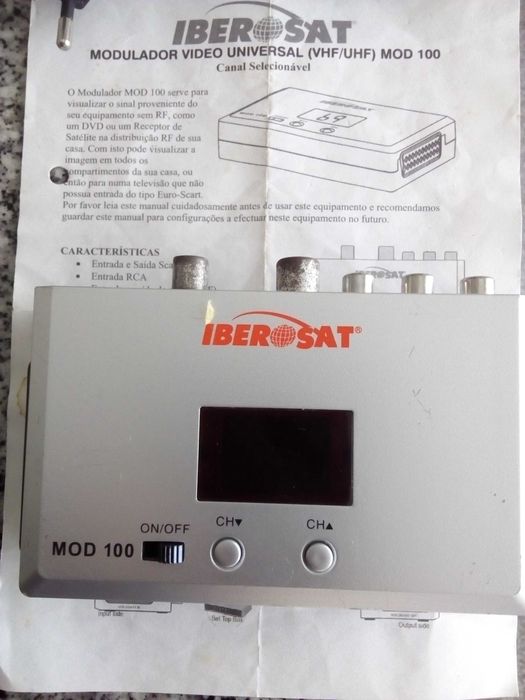 IBEROSAT
MODULADOR VIDEO UNIVERSAL (VHF/UHF) MOD 100
Canal Selecionável
O Modulador MOD 100 serve para
visualizar o sinal proveniente do
seu equipamento sem RF, como
um DVD ou um Receptor de
Satélite na distribuição RF de sua
casa. Com isto pode visualizar a
imagem em todos os
compartimentos da sua casa, ou
então para numa televisão que não
possua entrada do tipo Euro-Scart.
Por favor leia este manual cuidadosamente antes de usar este equipamento e recomendamos
guardar este manual para configurações a efectuar neste equipamento no futuro.
IBEROSAT
69
CARACTERÍSTICAS
• Entrada e Saída Sca
• Entrada RCA
IBEROSAT
IBEROSAT®
ON/OFF
CH▼
CH▲
MOD 100
Input side
Set Top Box
Output side